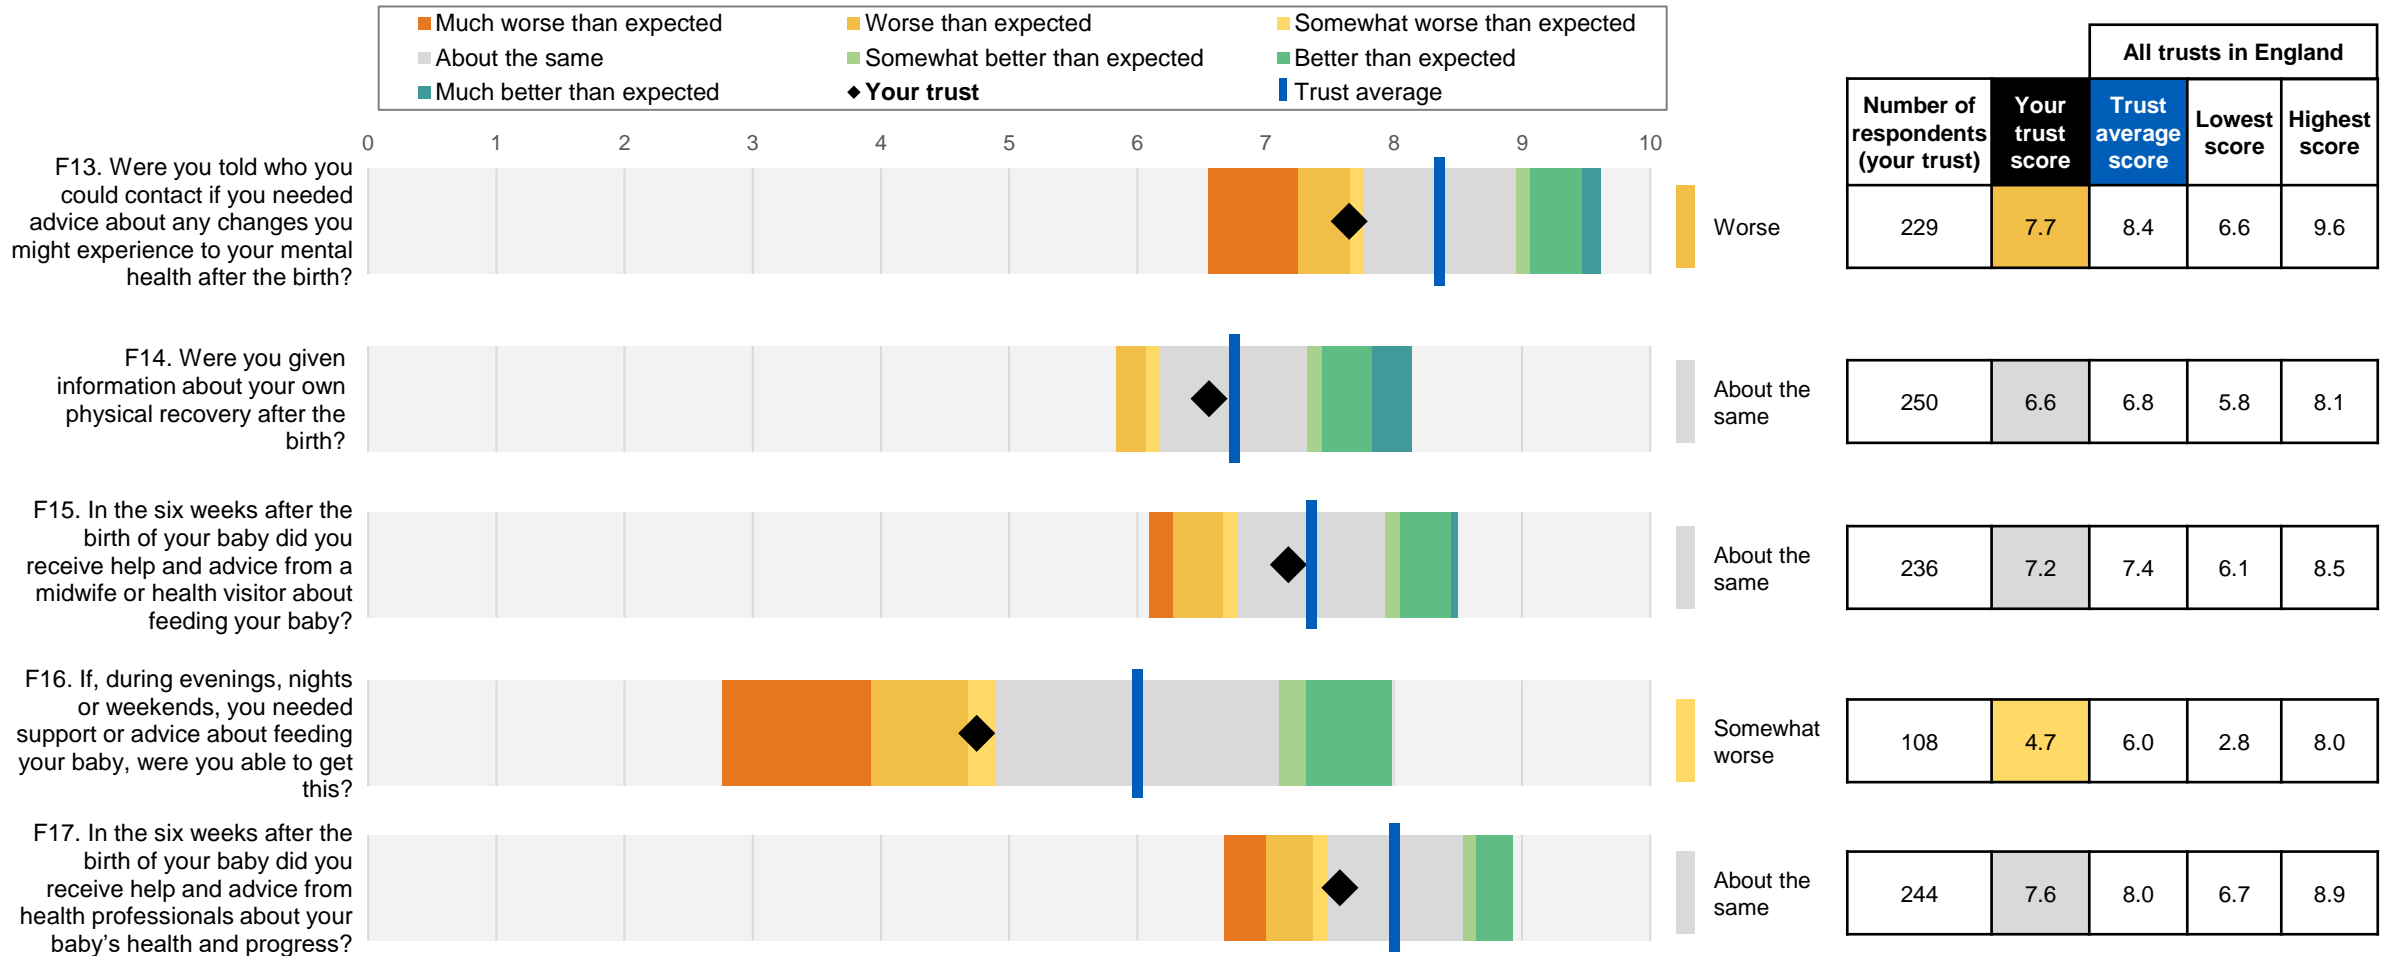 Much worse than expected
Worse than expected
Somewhat worse than expected
About the same
Somewhat better than expected
Better than expected
Much better than expected
Your trust
Trust average
All trusts in England
Number of
respondents
(your trust)
Your
trust
score
Trust
average
score
Lowest
score
Highest
score
0 1 2 3 4 5 6 7 8 9 10
F13. Were you told who you
could contact if you needed
advice about any changes you
might experience to your mental
health after the birth?
Worse
229 7.7 8.4 6.6 9.6
F14. Were you given
information about your own
physical recovery after the
birth?
About the
same
250 6.6 6.8 5.8 8.1
F15. In the six weeks after the
birth of your baby did you
receive help and advice from a
midwife or health visitor about
feeding your baby?
About the
same
236 7.2 7.4 6.1 8.5
F16. If, during evenings, nights
or weekends, you needed
support or advice about feeding
your baby, were you able to get
this?
Somewhat
worse
108 4.7 6.0 2.8 8.0
F17. In the six weeks after the
birth of your baby did you
receive help and advice from
health professionals about your
baby’s health and progress?
About the
same
244 7.6 8.0 6.7 8.9